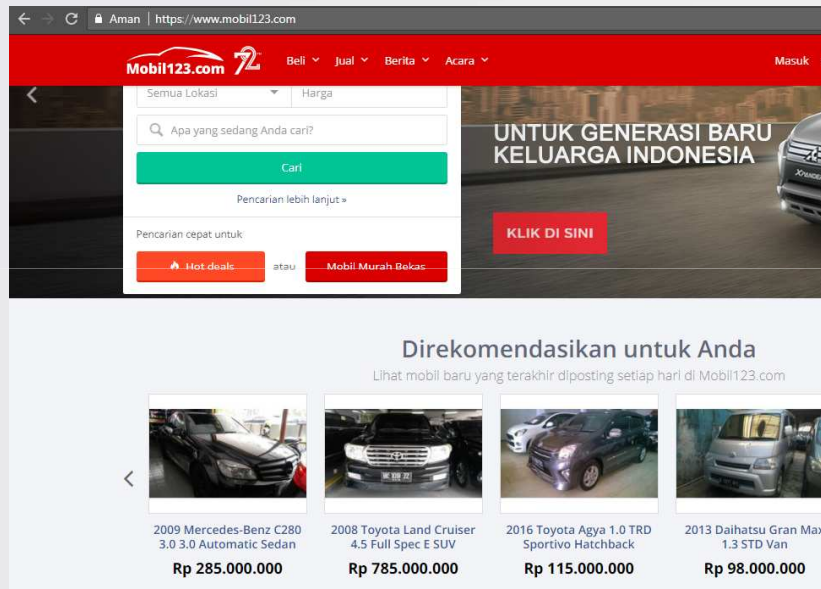 Aman | https://www.mobil123.com
Mobil123.com 72 Beli Jual Berita Acara Masuk
Semua Lokasi Harga
Apa yang sedang Anda cari?
Cari
Pencarian lebih lanjut »
Pencarian cepat untuk
Hot deals atau Mobil Murah Bekas
UNTUK GENERASI BARU
KELUARGA INDONESIA
KLIK DI SINI
Direkomendasikan untuk Anda
Lihat mobil baru yang terakhir diposting setiap hari di Mobil123.com
2009 Mercedes-Benz C280
3.0 3.0 Automatic Sedan
Rp 285.000.000
2008 Toyota Land Cruiser
4.5 Full Spec E SUV
Rp 785.000.000
2016 Toyota Agya 1.0 TRD
Sportivo Hatchback
Rp 115.000.000
2013 Daihatsu Gran Max
1.3 STD Van
Rp 98.000.000